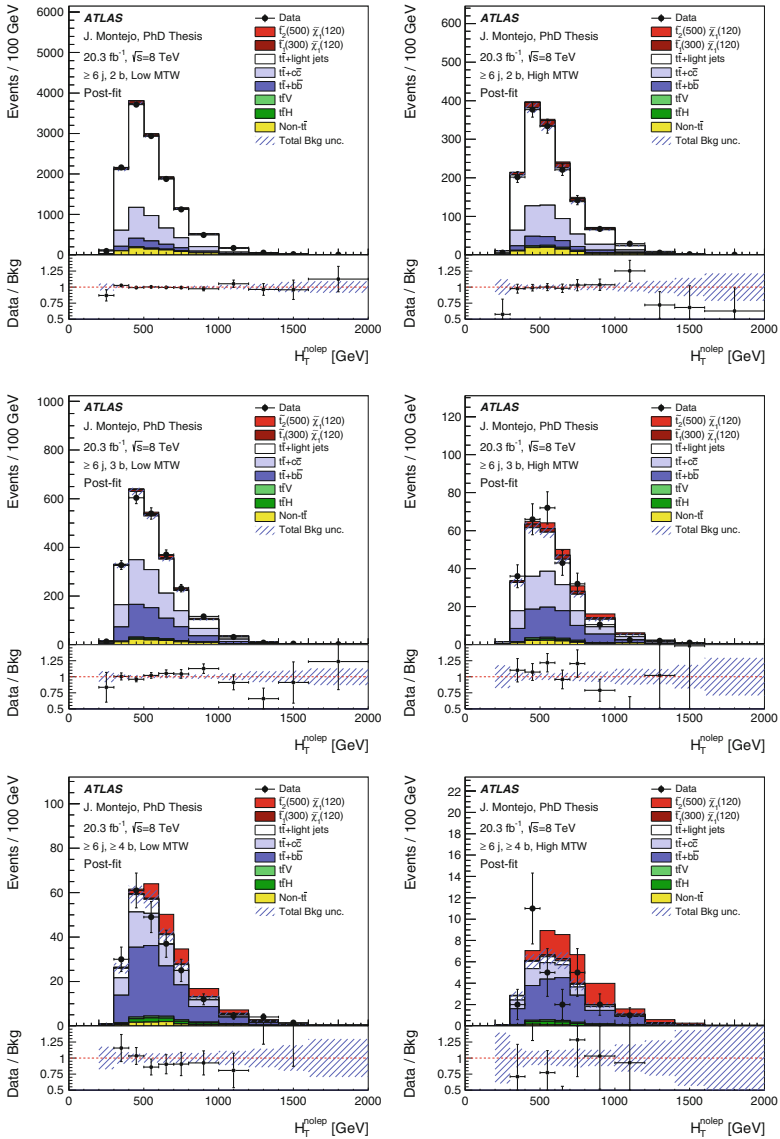 Events / 100 GeV
6000
5000
4000
3000
2000
1000
0
ATLAS
J. Montejo, PhD Thesis
20.3 fb⁻¹, √s=8 TeV
≥ 6 j, 2 b, Low MTW
Post-fit
Data
t̃₂(500) χ̃₁(120)
t̃₁(300) χ̃₁(120)
tt̄+light jets
tt̄+cc̄
tt̄+bb̄
tt̄V
tt̄H
Non-tt̄
Total Bkg unc.
Data / Bkg
1.25
1
0.75
0.5
0 500 1000 1500 2000
H_T^nolep [GeV]
Events / 100 GeV
600
500
400
300
200
100
0
ATLAS
J. Montejo, PhD Thesis
20.3 fb⁻¹, √s=8 TeV
≥ 6 j, 2 b, High MTW
Post-fit
Data
t̃₂(500) χ̃₁(120)
t̃₁(300) χ̃₁(120)
tt̄+light jets
tt̄+cc̄
tt̄+bb̄
tt̄V
tt̄H
Non-tt̄
Total Bkg unc.
Data / Bkg
1.25
1
0.75
0.5
0 500 1000 1500 2000
H_T^nolep [GeV]
Events / 100 GeV
1000
800
600
400
200
0
ATLAS
J. Montejo, PhD Thesis
20.3 fb⁻¹, √s=8 TeV
≥ 6 j, 3 b, Low MTW
Post-fit
Data
t̃₂(500) χ̃₁(120)
t̃₁(300) χ̃₁(120)
tt̄+light jets
tt̄+cc̄
tt̄+bb̄
tt̄V
tt̄H
Non-tt̄
Total Bkg unc.
Data / Bkg
1.25
1
0.75
0.5
0 500 1000 1500 2000
H_T^nolep [GeV]
Events / 100 GeV
120
100
80
60
40
20
0
ATLAS
J. Montejo, PhD Thesis
20.3 fb⁻¹, √s=8 TeV
≥ 6 j, 3 b, High MTW
Post-fit
Data
t̃₂(500) χ̃₁(120)
t̃₁(300) χ̃₁(120)
tt̄+light jets
tt̄+cc̄
tt̄+bb̄
tt̄V
tt̄H
Non-tt̄
Total Bkg unc.
Data / Bkg
1.25
1
0.75
0.5
0 500 1000 1500 2000
H_T^nolep [GeV]
Events / 100 GeV
100
80
60
40
20
0
ATLAS
J. Montejo, PhD Thesis
20.3 fb⁻¹, √s=8 TeV
≥ 6 j, ≥ 4 b, Low MTW
Post-fit
Data
t̃₂(500) χ̃₁(120)
t̃₁(300) χ̃₁(120)
tt̄+light jets
tt̄+cc̄
tt̄+bb̄
tt̄V
tt̄H
Non-tt̄
Total Bkg unc.
Data / Bkg
1.25
1
0.75
0.5
0 500 1000 1500 2000
H_T^nolep [GeV]
Events / 100 GeV
22
20
18
16
14
12
10
8
6
4
2
0
ATLAS
J. Montejo, PhD Thesis
20.3 fb⁻¹, √s=8 TeV
≥ 6 j, ≥ 4 b, High MTW
Post-fit
Data
t̃₂(500) χ̃₁(120)
t̃₁(300) χ̃₁(120)
tt̄+light jets
tt̄+cc̄
tt̄+bb̄
tt̄V
tt̄H
Non-tt̄
Total Bkg unc.
Data / Bkg
1.25
1
0.75
0.5
0 500 1000 1500 2000
H_T^nolep [GeV]